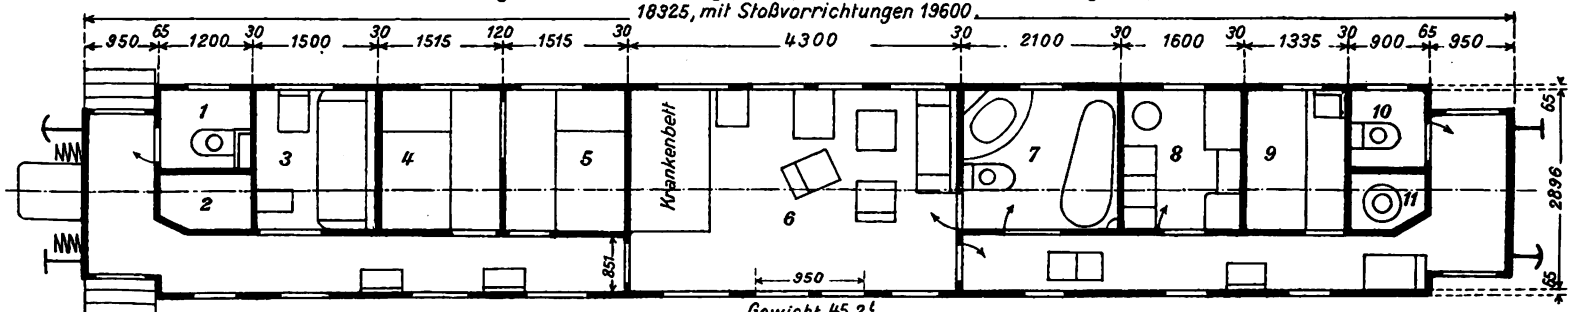 18325, mit Stoßvorrichtungen 19600
950 65 1200 30 1500 30 1515 120 1515 30 4300 30 2100 30 1600 30 1335 30 900 65 950
1 2 3 4 5 Krankenbett 6 7 8 9 10 11
65
2896
65
851
950
Gewicht 45,2 t